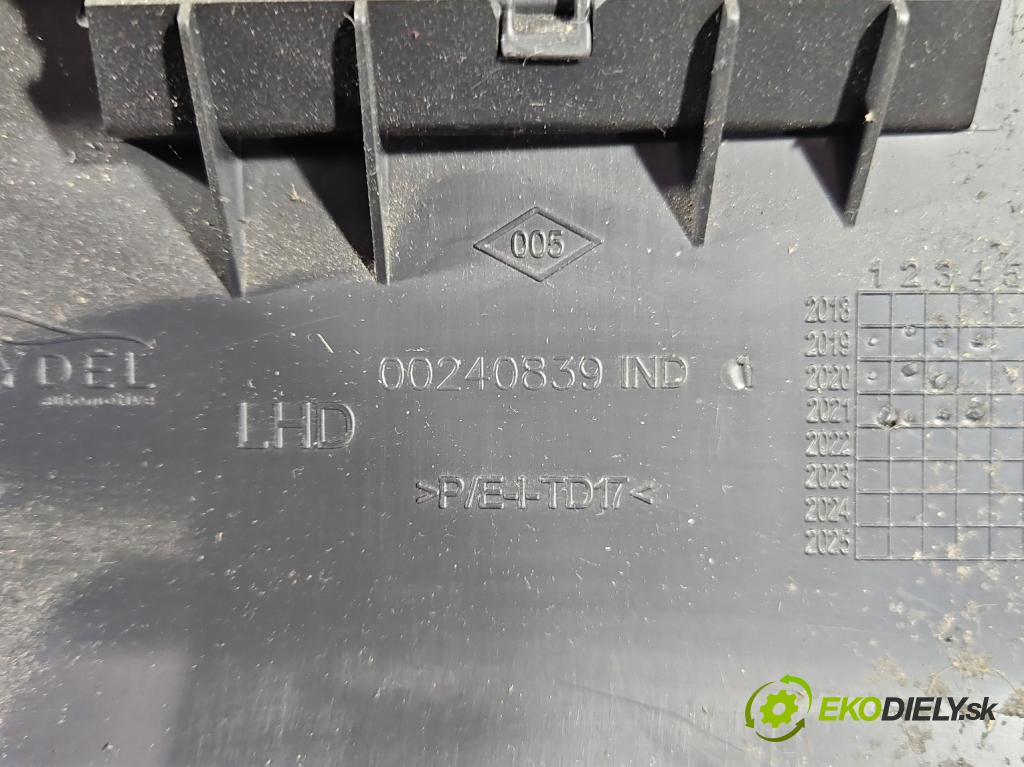 005
1 2 3 4 5
2018
2019
2020
2021
2022
2023
2024
2025
YDEL
automotive
00240839 IND 1
LHD
>P/E-I-TD17<
EKODIELY.sk